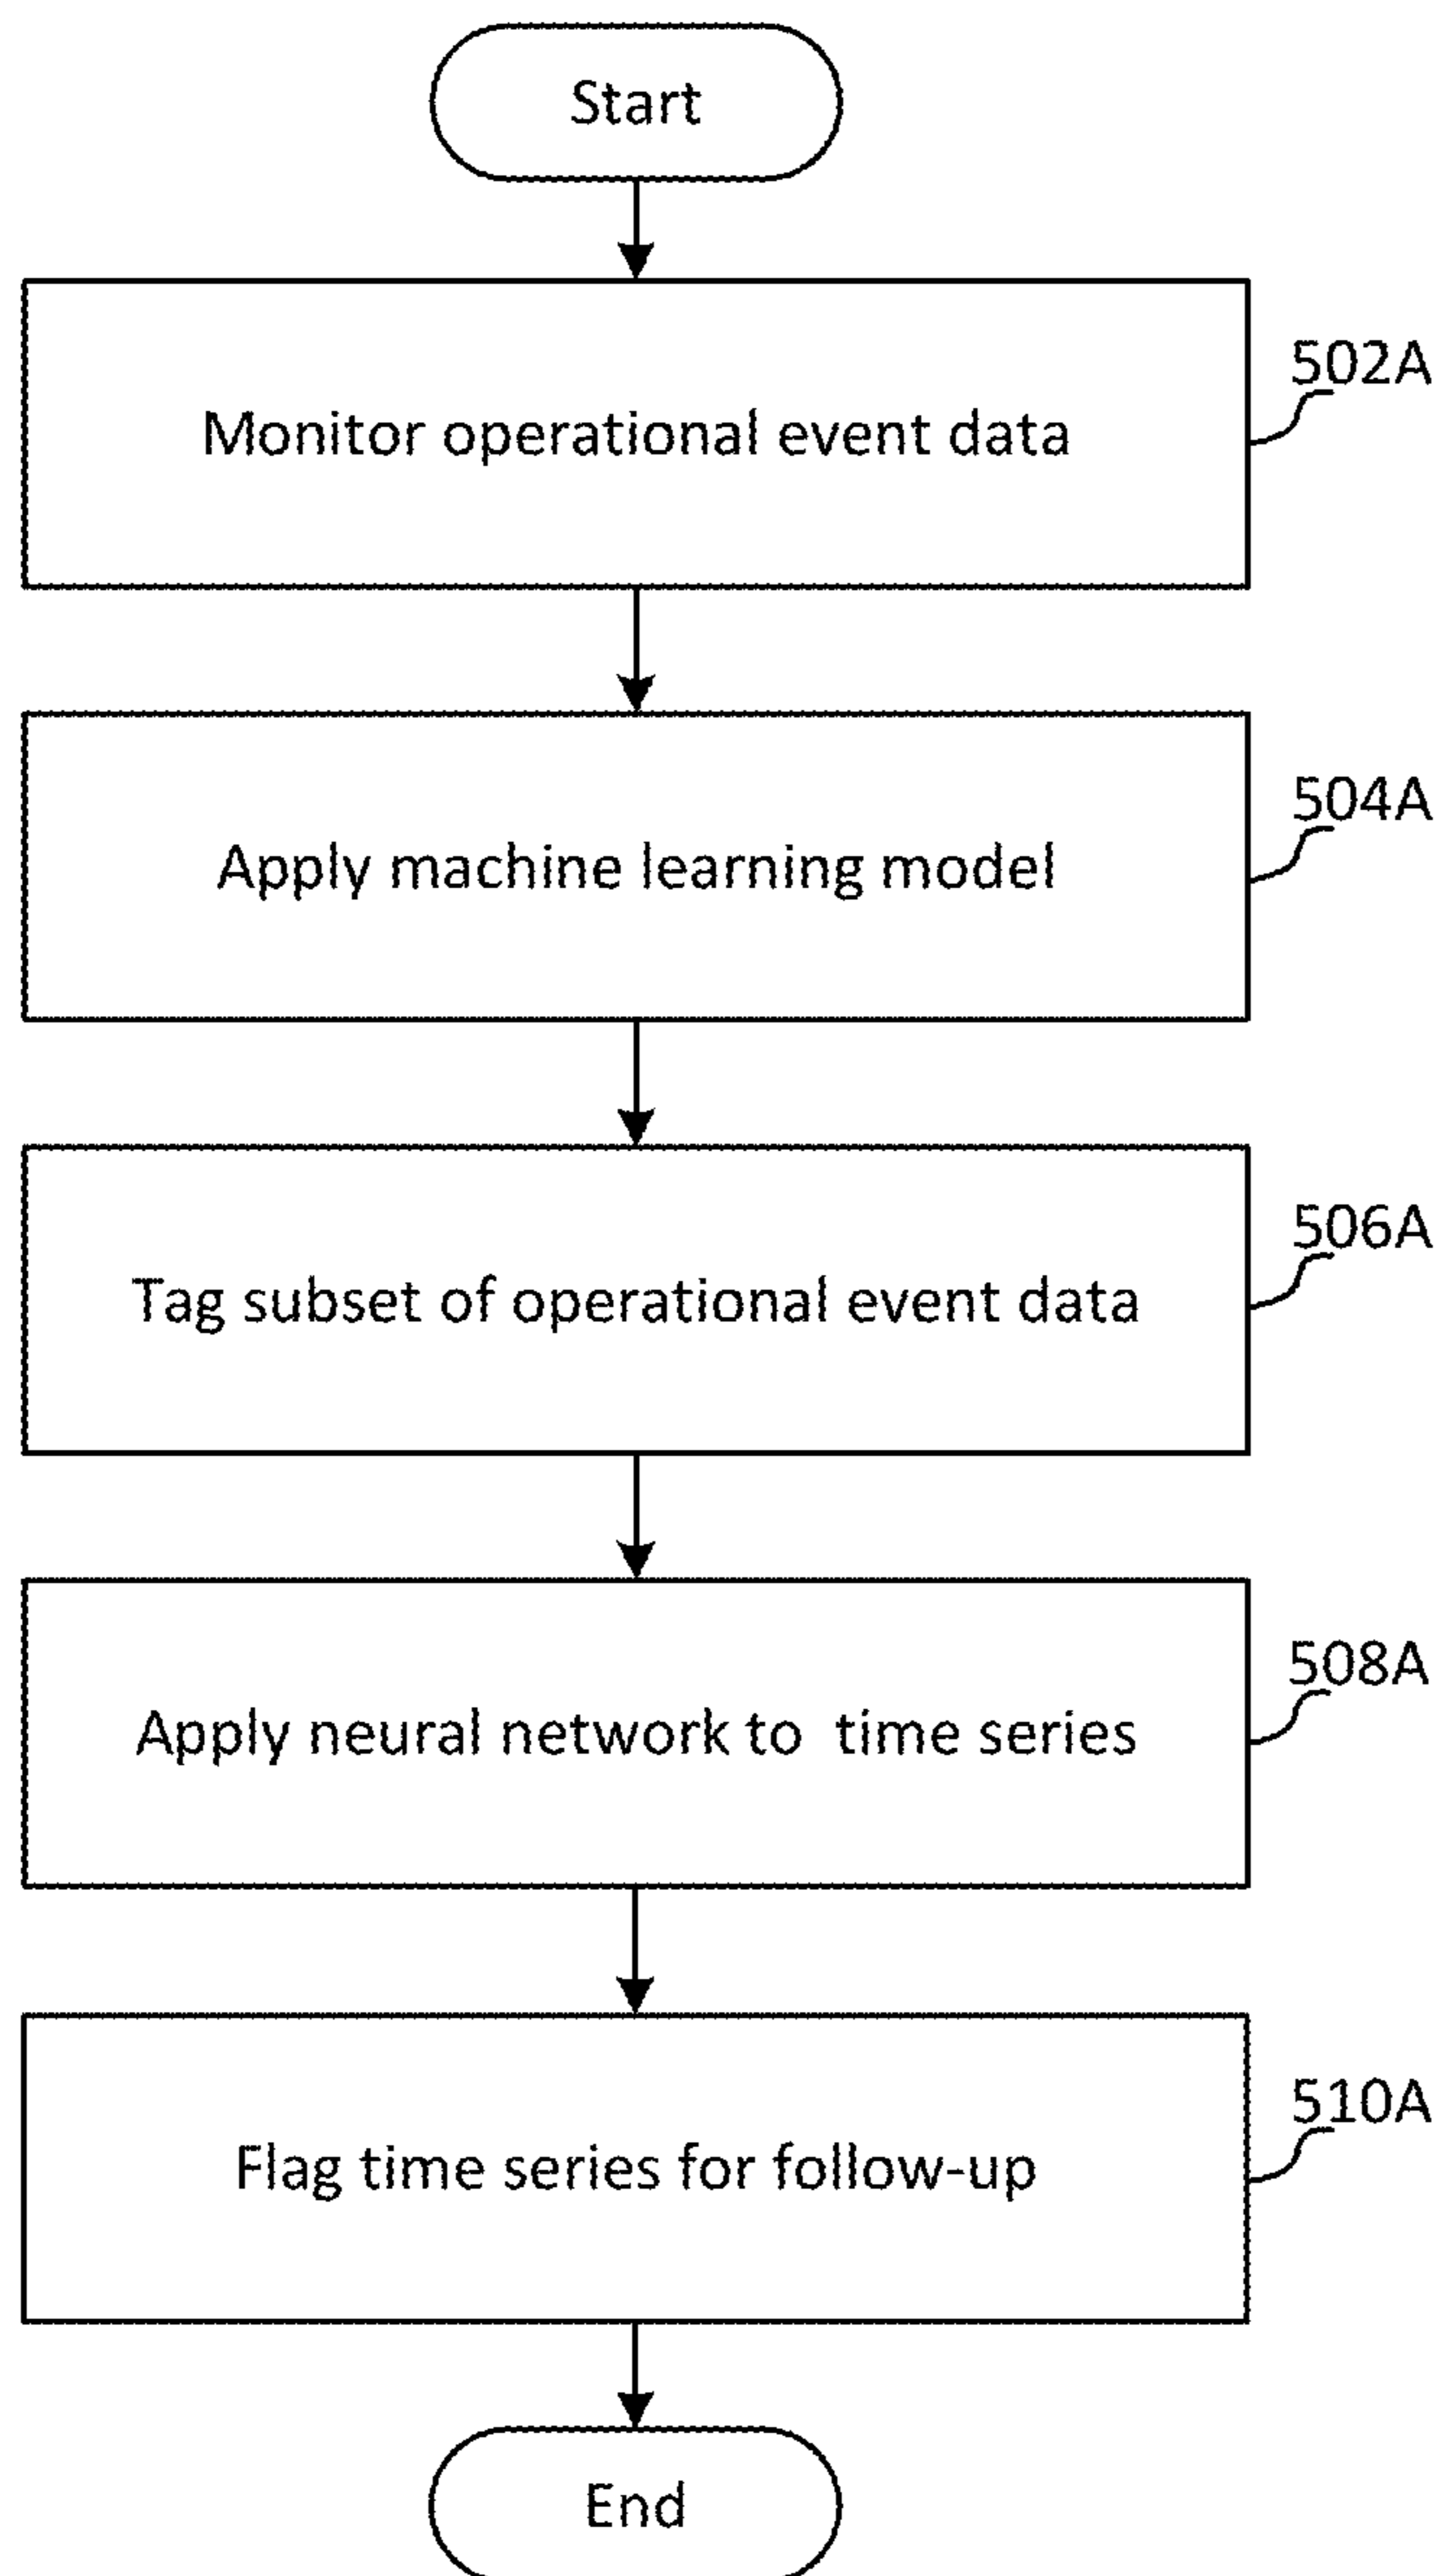 Start
Monitor operational event data
502A
Apply machine learning model
504A
Tag subset of operational event data
506A
Apply neural network to  time series
508A
Flag time series for follow-up
510A
End